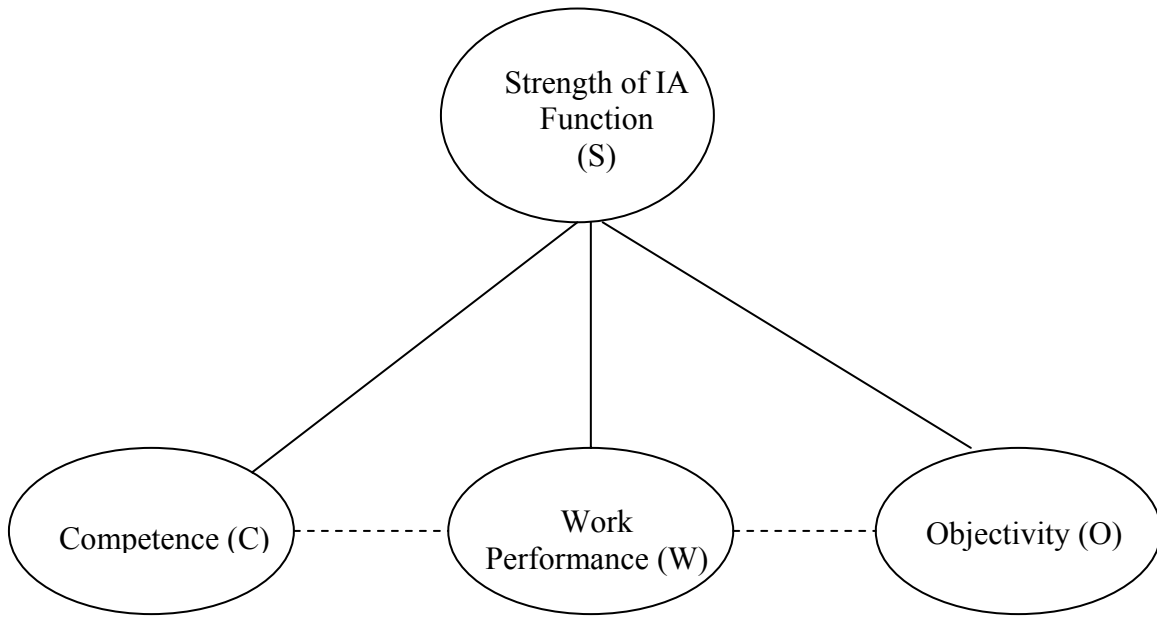 Strength of IA
Function
(S)
Competence (C)
Work
Performance (W)
Objectivity (O)